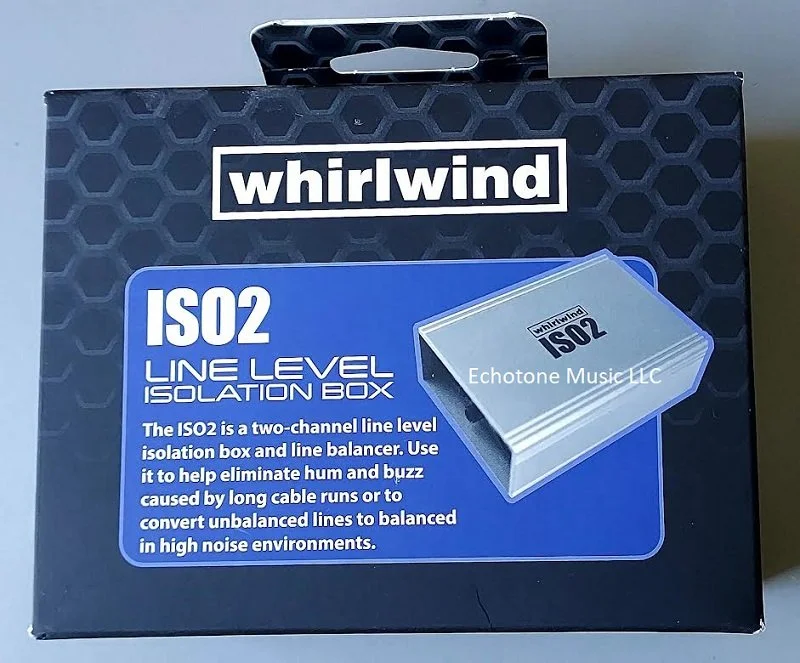 whirlwind
ISO2
LINE LEVEL
ISOLATION BOX
The ISO2 is a two-channel line level
isolation box and line balancer. Use
it to help eliminate hum and buzz
caused by long cable runs or to
convert unbalanced lines to balanced
in high noise environments.
whirlwind
ISO2
Echotone Music LLC